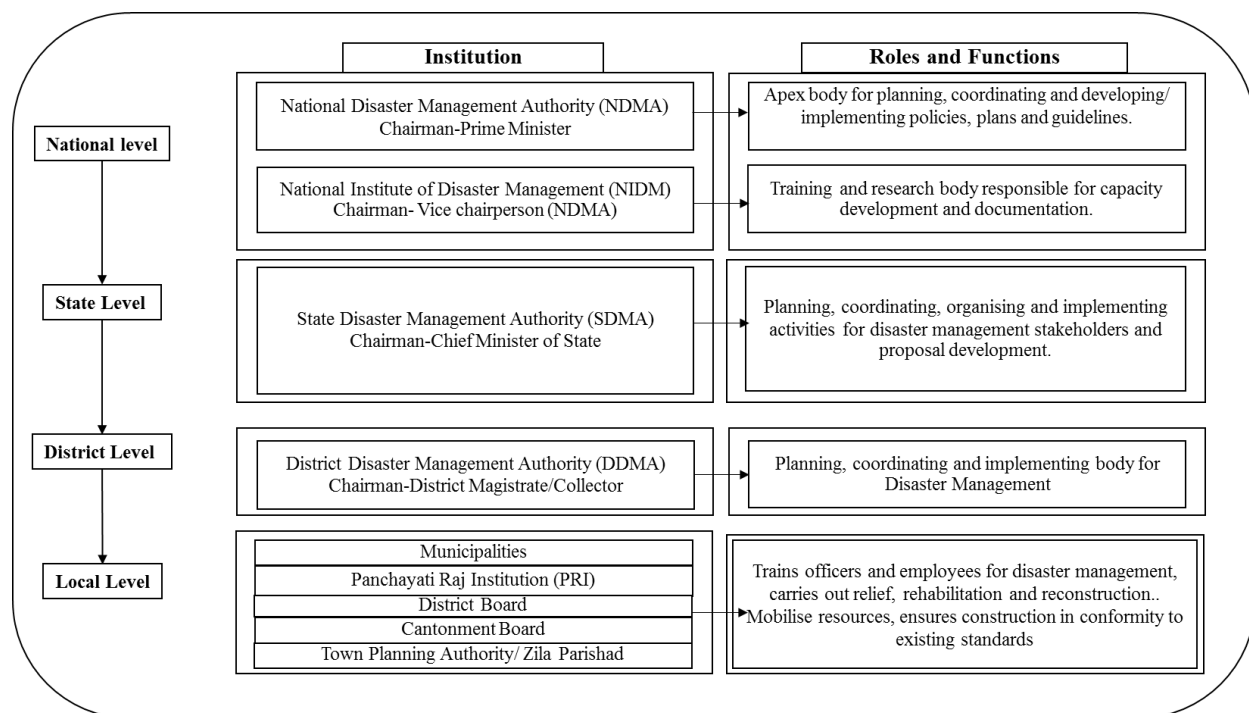 Institution
Roles and Functions
National level
National Disaster Management Authority (NDMA)
Chairman-Prime Minister
Apex body for planning, coordinating and developing/
implementing policies, plans and guidelines.
National Institute of Disaster Management (NIDM)
Chairman- Vice chairperson (NDMA)
Training and research body responsible for capacity
development and documentation.
State Level
State Disaster Management Authority (SDMA)
Chairman-Chief Minister of State
Planning, coordinating, organising and implementing
activities for disaster management stakeholders and
proposal development.
District Level
District Disaster Management Authority (DDMA)
Chairman-District Magistrate/Collector
Planning, coordinating and implementing body for
Disaster Management
Local Level
Municipalities
Panchayati Raj Institution (PRI)
District Board
Cantonment Board
Town Planning Authority/ Zila Parishad
Trains officers and employees for disaster management,
carries out relief, rehabilitation and reconstruction..
Mobilise resources, ensures construction in conformity to
existing standards